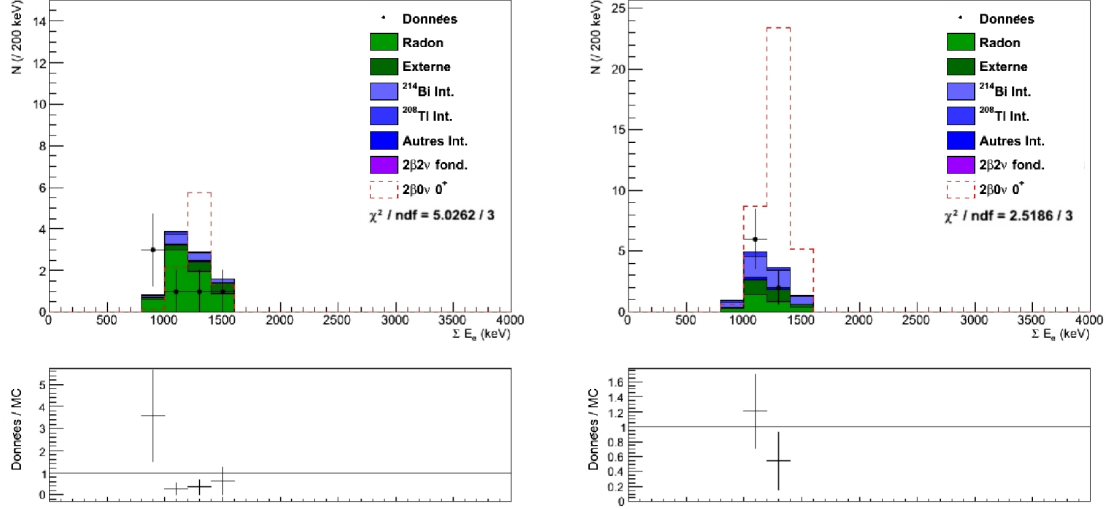 N (/ 200 keV)
14
12
10
8
6
4
2
0
0 500 1000 1500 2000 2500 3000 3500 4000
Σ Ee (keV)
Données
Radon
Externe
214Bi Int.
208Tl Int.
Autres Int.
2β2ν fond.
2β0ν 0+
χ2 / ndf = 5.0262 / 3
Données / MC
5
4
3
2
1
0
N (/ 200 keV)
25
20
15
10
5
0
0 500 1000 1500 2000 2500 3000 3500 4000
Σ Ee (keV)
Données
Radon
Externe
214Bi Int.
208Tl Int.
Autres Int.
2β2ν fond.
2β0ν 0+
χ2 / ndf = 2.5186 / 3
Données / MC
1.6
1.4
1.2
1
0.8
0.6
0.4
0.2
0